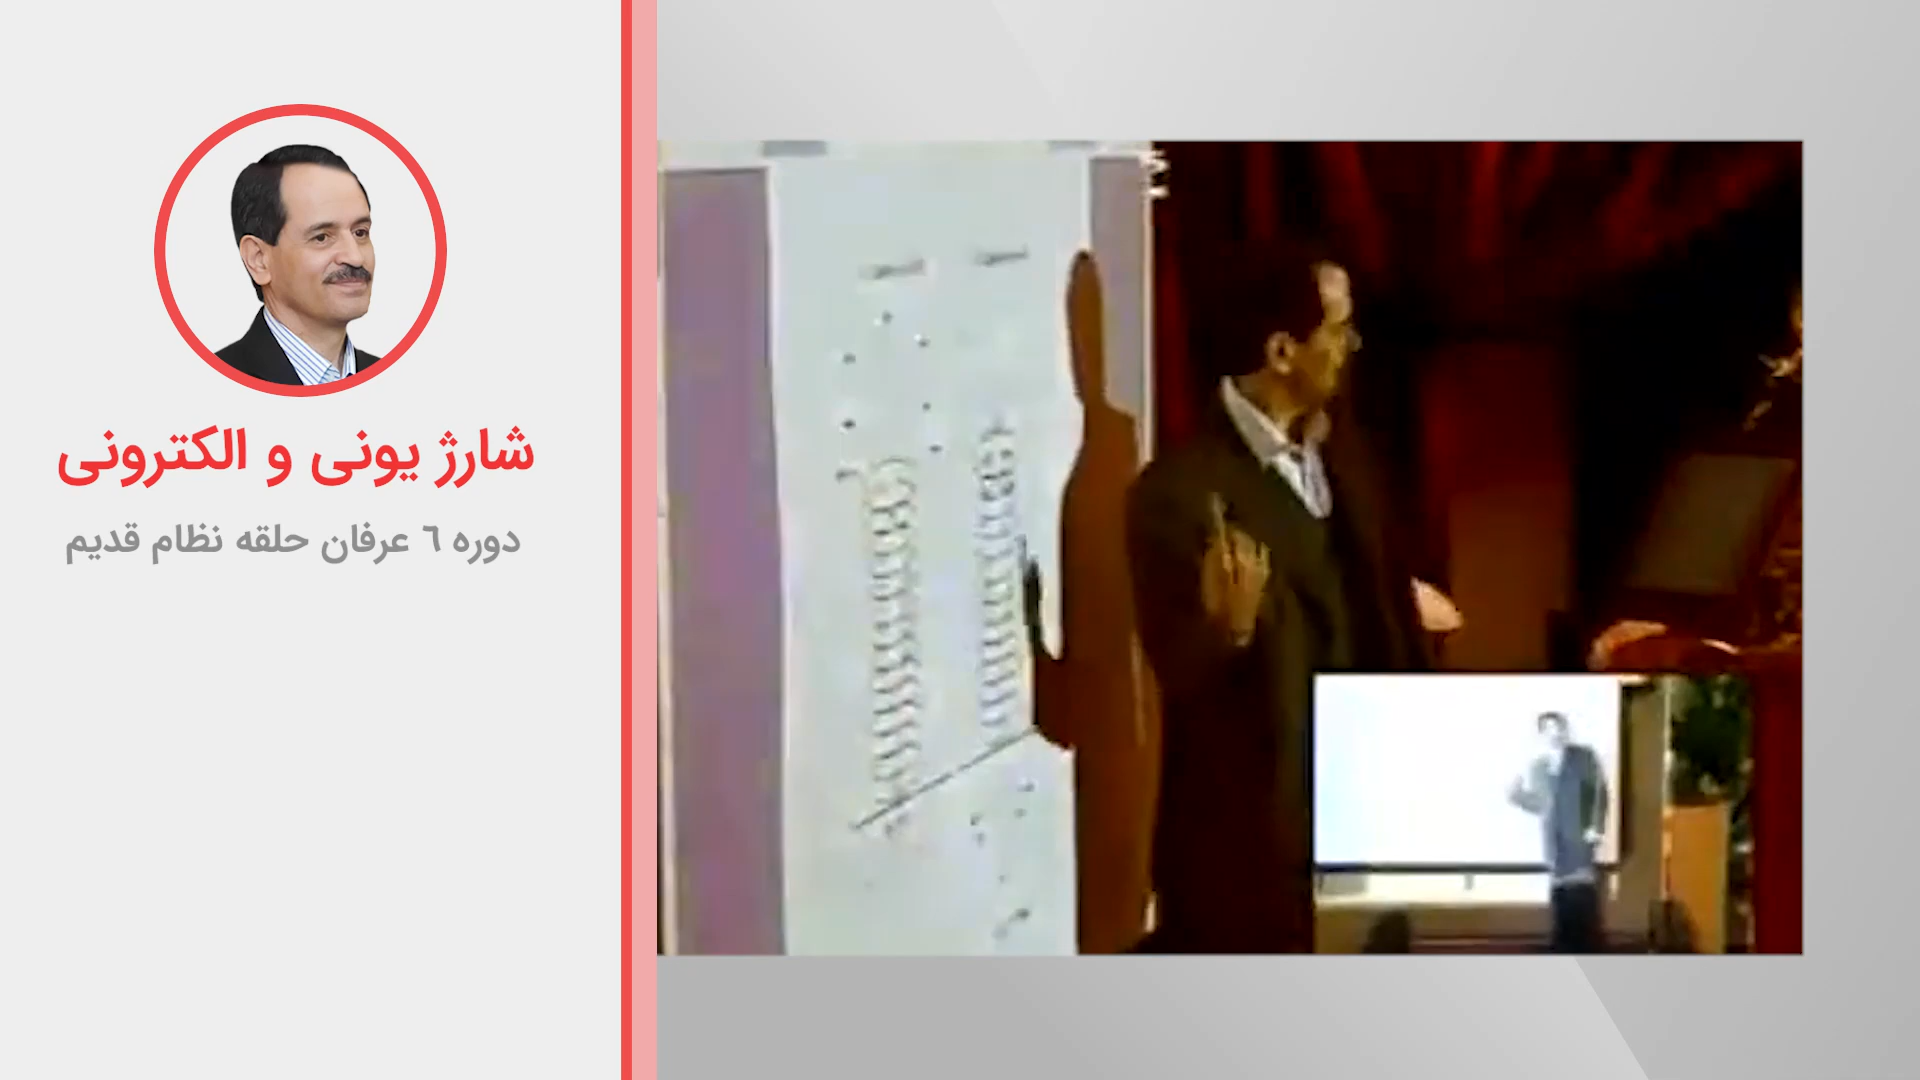 شارژ یونی و الکترونی
دوره ٦ عرفان حلقه نظام قدیم